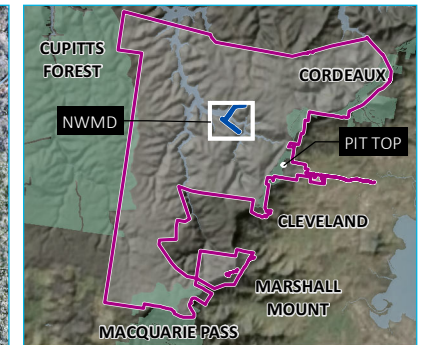 CUPITTS
FOREST
CORDEAUX
NWMD
PIT TOP
CLEVELAND
MARSHALL
MOUNT
MACQUARIE PASS